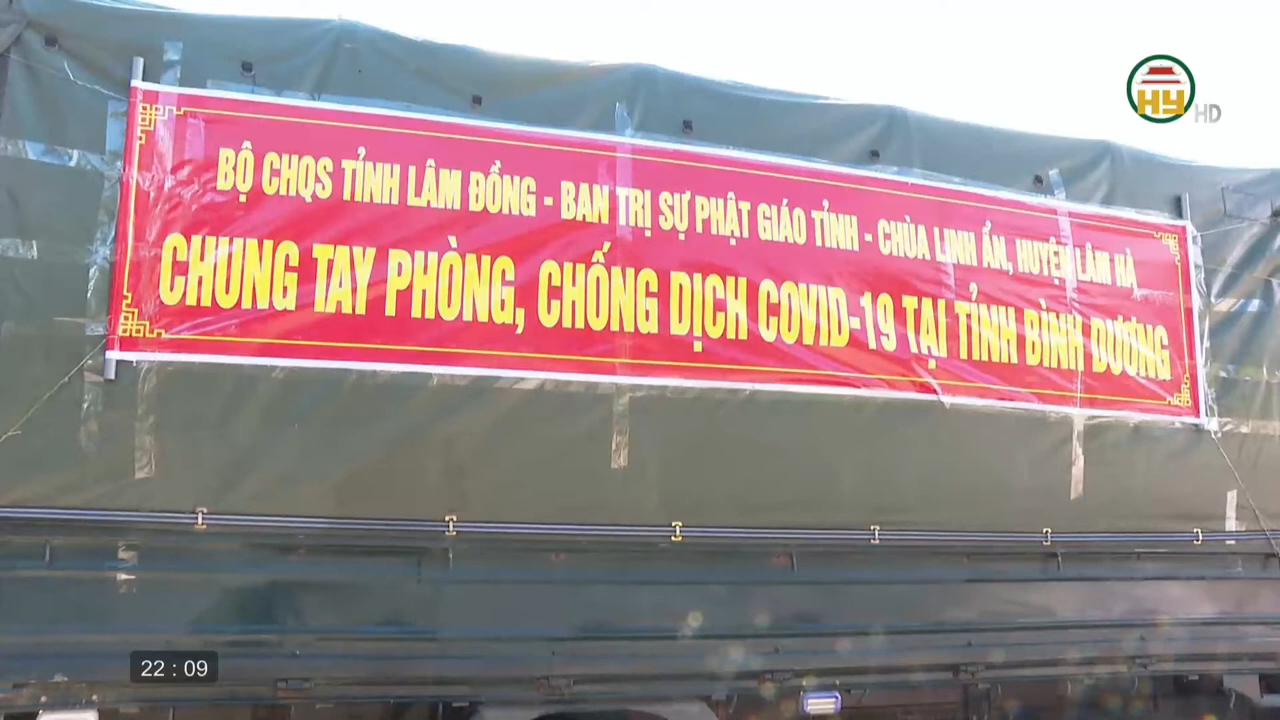 HY HD
BỘ CHQS TỈNH LÂM ĐỒNG - BAN TRỊ SỰ PHẬT GIÁO TỈNH - CHÙA LINH ẨN, HUYỆN LÂM HÀ
CHUNG TAY PHÒNG, CHỐNG DỊCH COVID-19 TẠI TỈNH BÌNH DƯƠNG
22 : 09